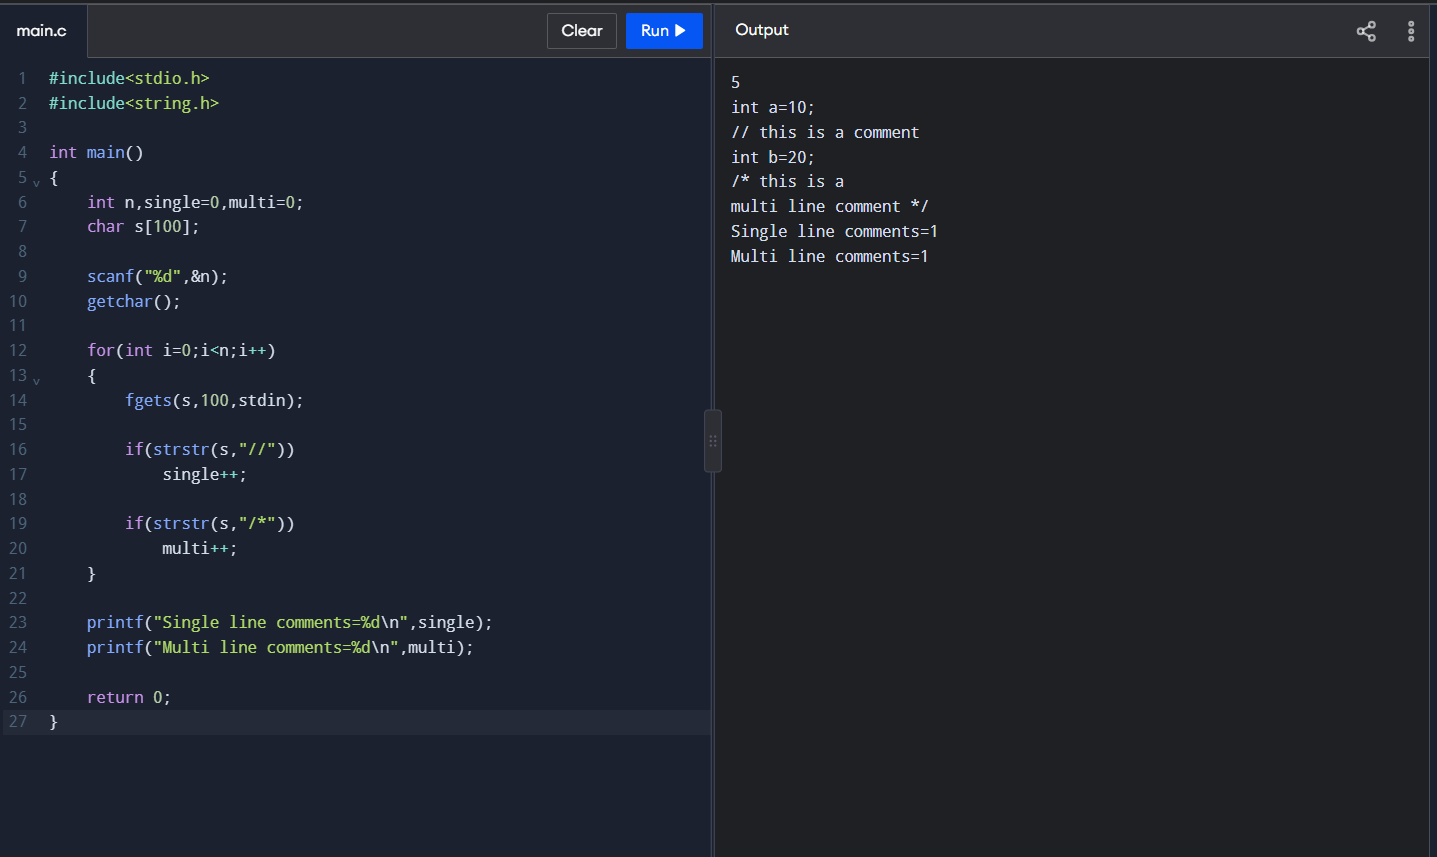 main.c
Clear
Run
1 #include<stdio.h>
2 #include<string.h>
3
4 int main()
5 {
6     int n,single=0,multi=0;
7     char s[100];
8
9     scanf("%d",&n);
10     getchar();
11
12     for(int i=0;i<n;i++)
13     {
14         fgets(s,100,stdin);
15
16         if(strstr(s,"//"))
17             single++;
18
19         if(strstr(s,"/*"))
20             multi++;
21     }
22
23     printf("Single line comments=%d\n",single);
24     printf("Multi line comments=%d\n",multi);
25
26     return 0;
27 }
Output
5
int a=10;
// this is a comment
int b=20;
/* this is a
multi line comment */
Single line comments=1
Multi line comments=1